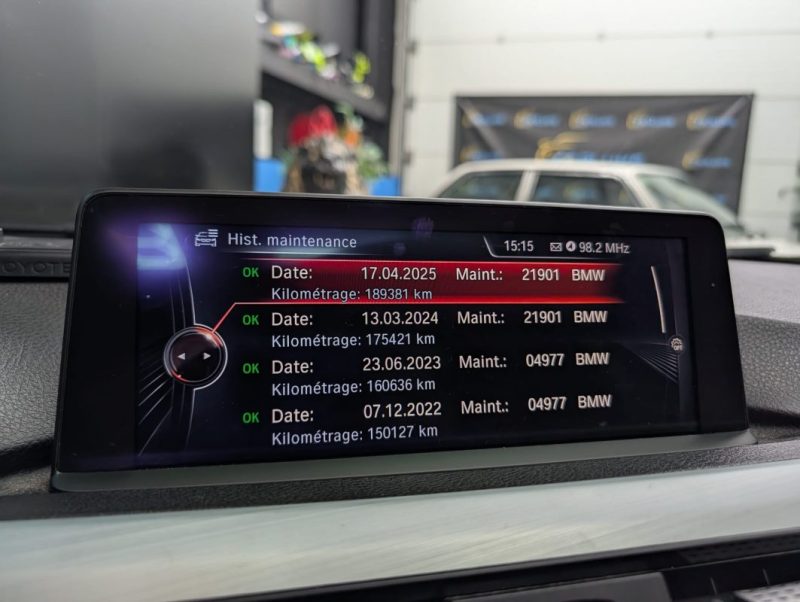 Hist. maintenance 15:15 98.2 MHz
OK Date: 17.04.2025 Maint.: 21901 BMW
Kilométrage: 189381 km
OK Date: 13.03.2024 Maint.: 21901 BMW
Kilométrage: 175421 km
OK Date: 23.06.2023 Maint.: 04977 BMW
Kilométrage: 160636 km
OK Date: 07.12.2022 Maint.: 04977 BMW
Kilométrage: 150127 km